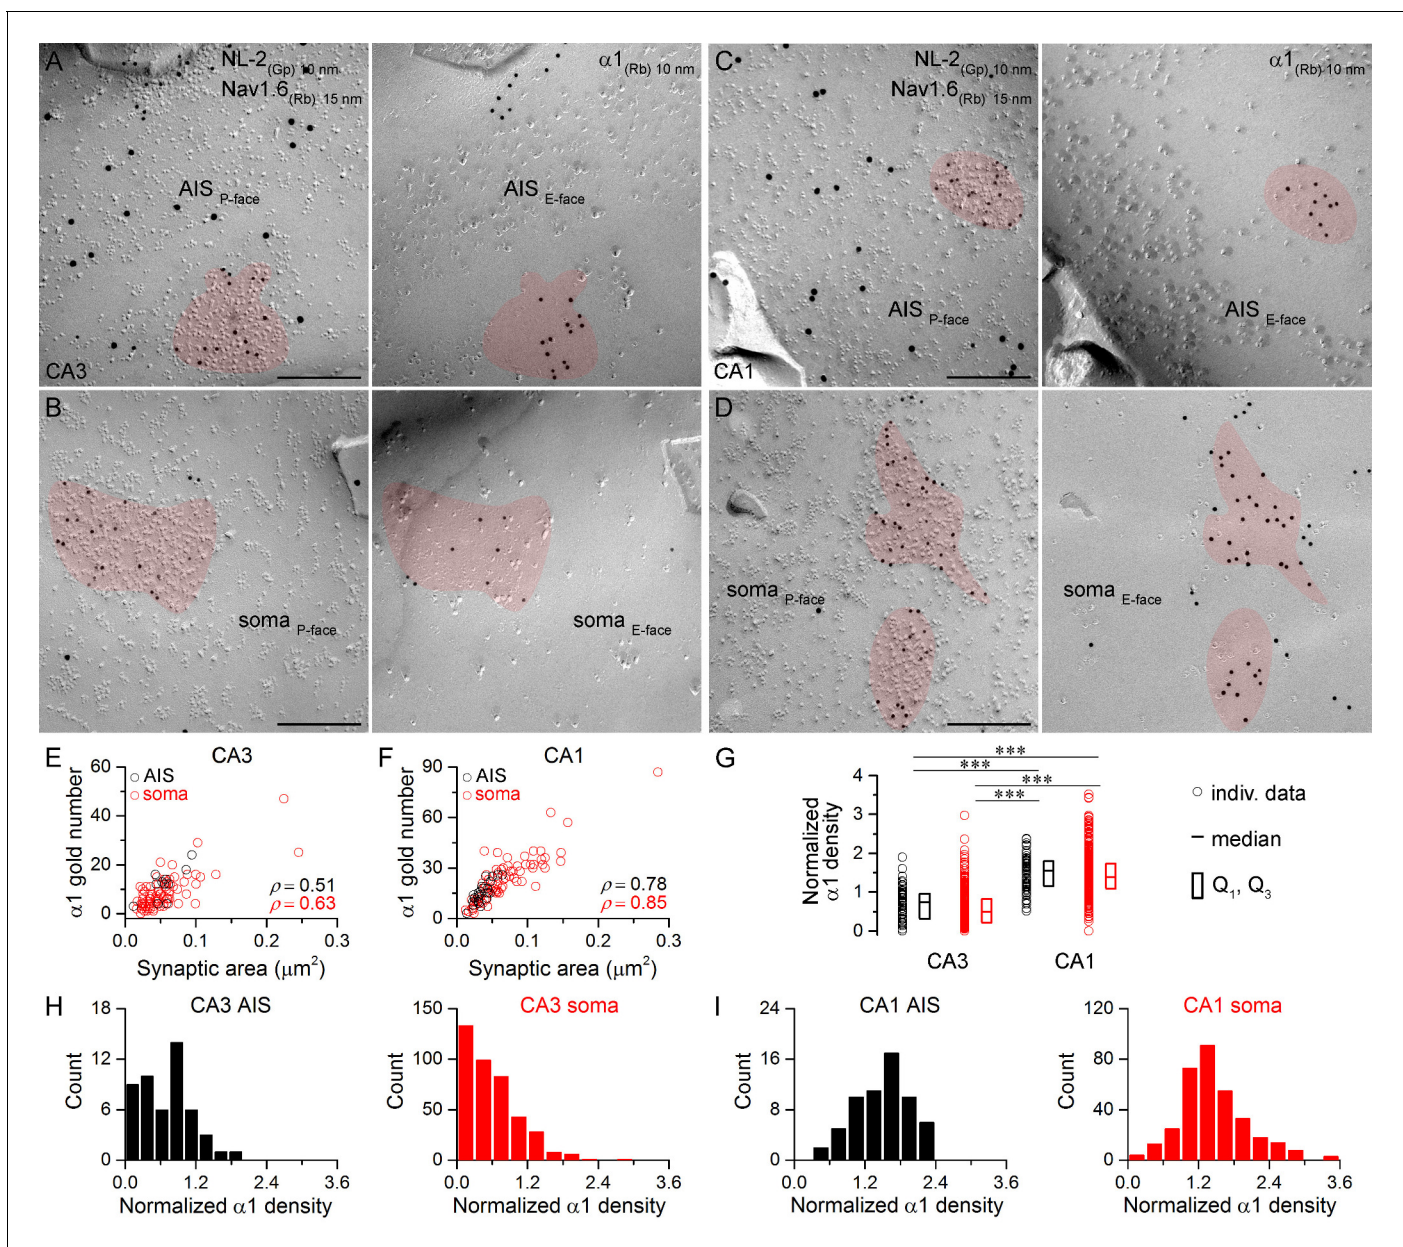 A
NL-2(Gp) 10 nm
Nav1.6(Rb) 15 nm
α1(Rb) 10 nm
AIS P-face
AIS E-face
CA3
C
NL-2(Gp) 10 nm
Nav1.6(Rb) 15 nm
α1(Rb) 10 nm
AIS P-face
AIS E-face
CA1
B
soma P-face
soma E-face
D
soma P-face
soma E-face
E
CA3
α1 gold number
60
40
20
0
AIS
soma
ρ = 0.51
ρ = 0.63
0.0 0.1 0.2 0.3
Synaptic area (μm²)
F
CA1
α1 gold number
90
60
30
0
AIS
soma
ρ = 0.78
ρ = 0.85
0.0 0.1 0.2 0.3
Synaptic area (μm²)
G
***
***
***
***
Normalized
α1 density
4
3
2
1
0
CA3 CA1
indiv. data
median
Q1, Q3
H
CA3 AIS
Count
18
12
6
0
0.0 1.2 2.4 3.6
Normalized α1 density
CA3 soma
Count
150
100
50
0
0.0 1.2 2.4 3.6
Normalized α1 density
I
CA1 AIS
Count
24
16
8
0
0.0 1.2 2.4 3.6
Normalized α1 density
CA1 soma
Count
120
80
40
0
0.0 1.2 2.4 3.6
Normalized α1 density